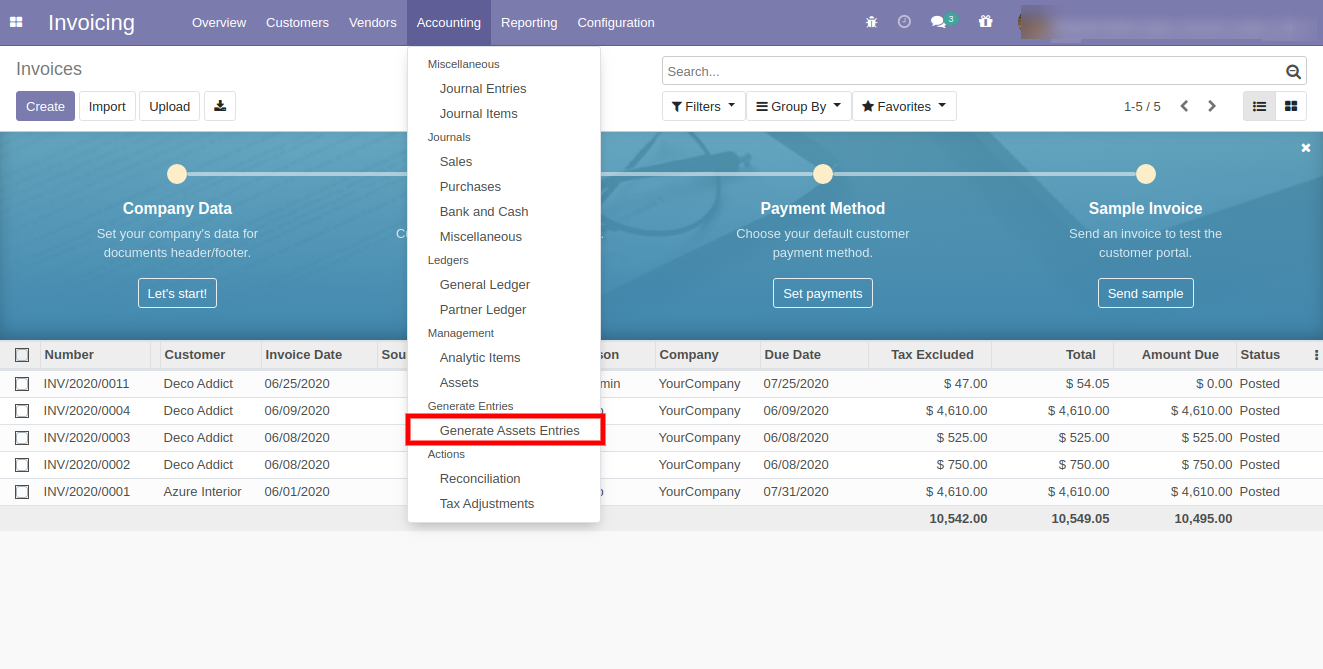 Invoicing Overview Customers Vendors Accounting Reporting Configuration 3
Invoices
Search...
Create Import Upload
Filters Group By Favorites 1-5 / 5
Miscellaneous
Journal Entries
Journal Items
Journals
Sales
Purchases
Bank and Cash
Miscellaneous
Ledgers
General Ledger
Partner Ledger
Management
Analytic Items
Assets
Generate Entries
Generate Assets Entries
Actions
Reconciliation
Tax Adjustments
Company Data
Set your company's data for
documents header/footer.
Let's start!
Payment Method
Choose your default customer
payment method.
Set payments
Sample Invoice
Send an invoice to test the
customer portal.
Send sample
Number Customer Invoice Date Company Due Date Tax Excluded Total Amount Due Status
INV/2020/0011 Deco Addict 06/25/2020 YourCompany 07/25/2020 $ 47.00 $ 54.05 $ 0.00 Posted
INV/2020/0004 Deco Addict 06/09/2020 YourCompany 06/09/2020 $ 4,610.00 $ 4,610.00 $ 4,610.00 Posted
INV/2020/0003 Deco Addict 06/08/2020 YourCompany 06/08/2020 $ 525.00 $ 525.00 $ 525.00 Posted
INV/2020/0002 Deco Addict 06/08/2020 YourCompany 06/08/2020 $ 750.00 $ 750.00 $ 750.00 Posted
INV/2020/0001 Azure Interior 06/01/2020 YourCompany 07/31/2020 $ 4,610.00 $ 4,610.00 $ 4,610.00 Posted
10,542.00 10,549.05 10,495.00